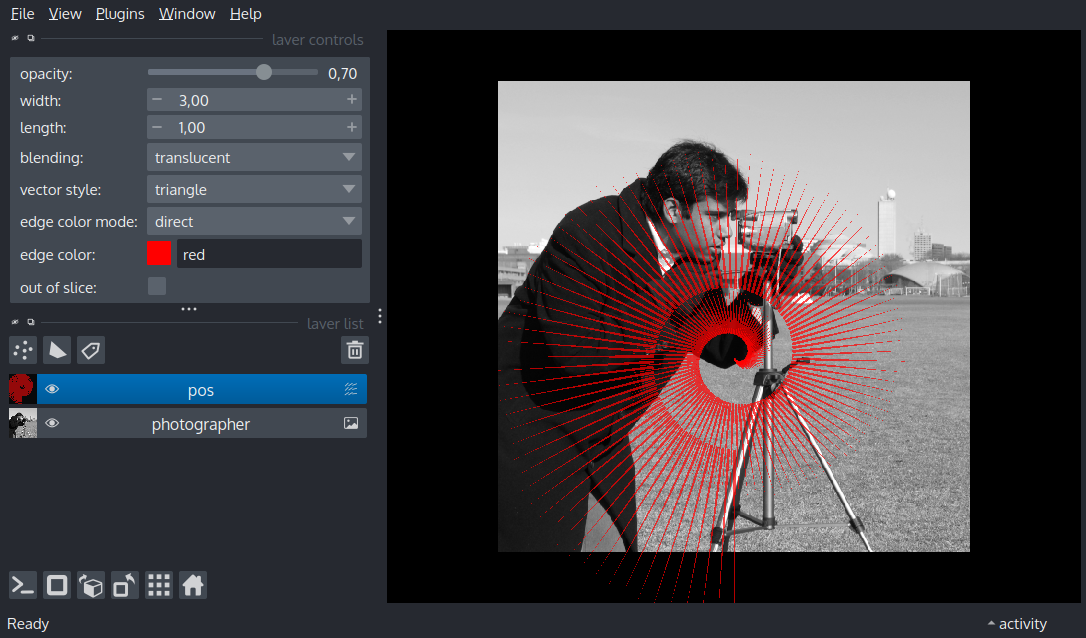 File View Plugins Window Help
layer controls
opacity: 0,70
width: 3,00
length: 1,00
blending: translucent
vector style: triangle
edge color mode: direct
edge color: red
out of slice:
layer list
pos
photographer
Ready activity